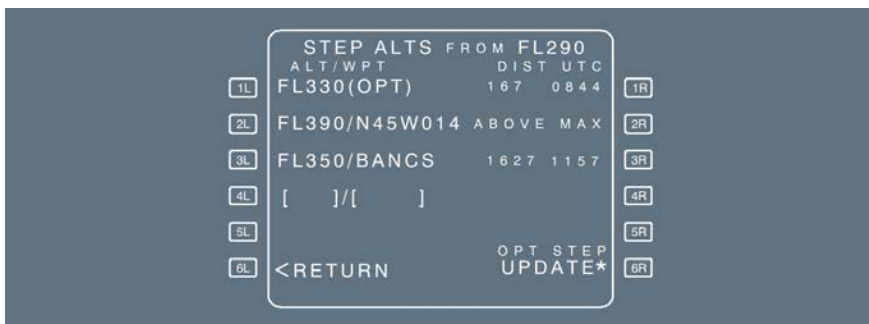 STEP ALTS FROM FL290
ALT/WPT DIST UTC
1L FL330(OPT) 167 0844 1R
2L FL390/N45W014 ABOVE MAX 2R
3L FL350/BANCS 1627 1157 3R
4L [ ]/[ ] 4R
5L 5R
OPT STEP
6L <RETURN UPDATE* 6R